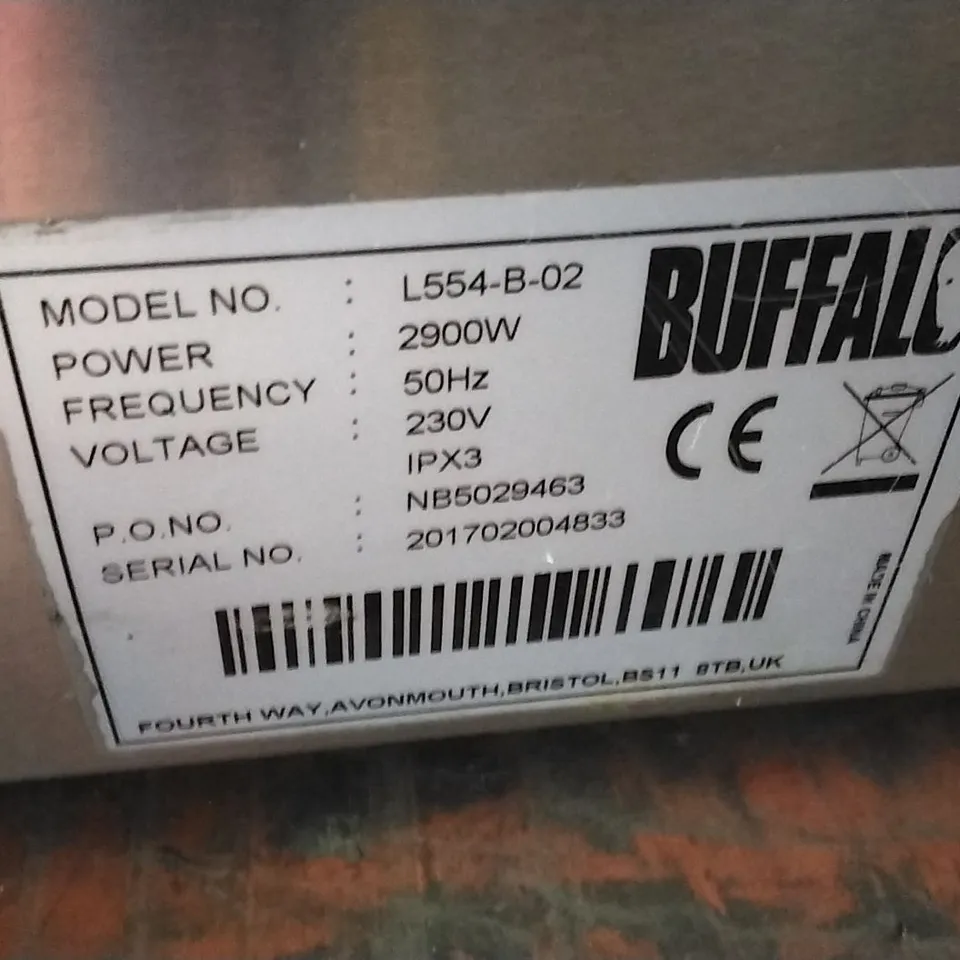 MODEL NO. : L554-B-02
POWER : 2900W
FREQUENCY : 50Hz
VOLTAGE : 230V
IPX3
P.O.NO. : NB5029463
SERIAL NO. : 201702004833
BUFFALO
CE
MADE IN CHINA
FOURTH WAY,AVONMOUTH,BRISTOL,BS11 8TB,UK